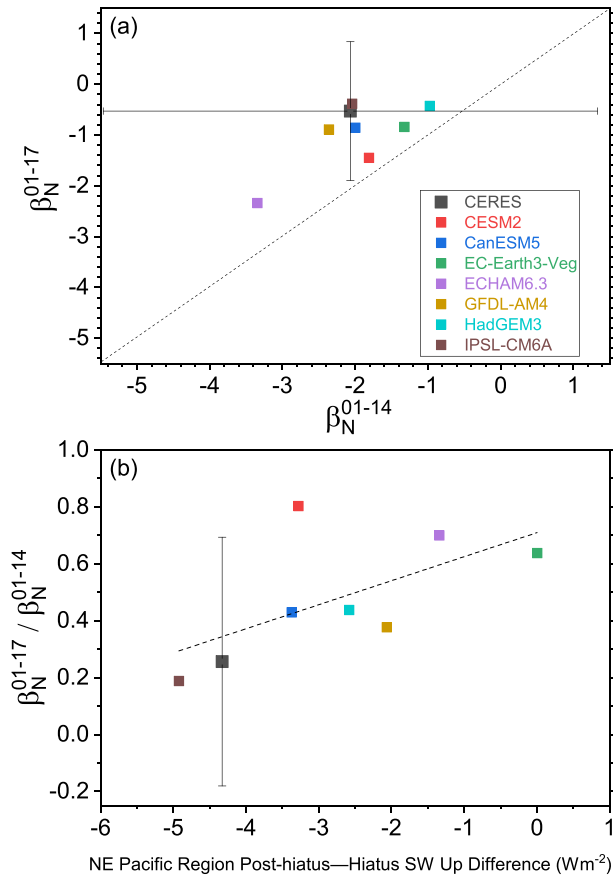 (a)
1
0
-1
-2
-3
-4
-5
β_N^01-17
CERES
CESM2
CanESM5
EC-Earth3-Veg
ECHAM6.3
GFDL-AM4
HadGEM3
IPSL-CM6A
-5 -4 -3 -2 -1 0 1
β_N^01-14
(b)
1.0
0.8
0.6
0.4
0.2
0.0
-0.2
β_N^01-17 / β_N^01-14
-6 -5 -4 -3 -2 -1 0 1
NE Pacific Region Post-hiatus—Hiatus SW Up Difference (Wm^-2)